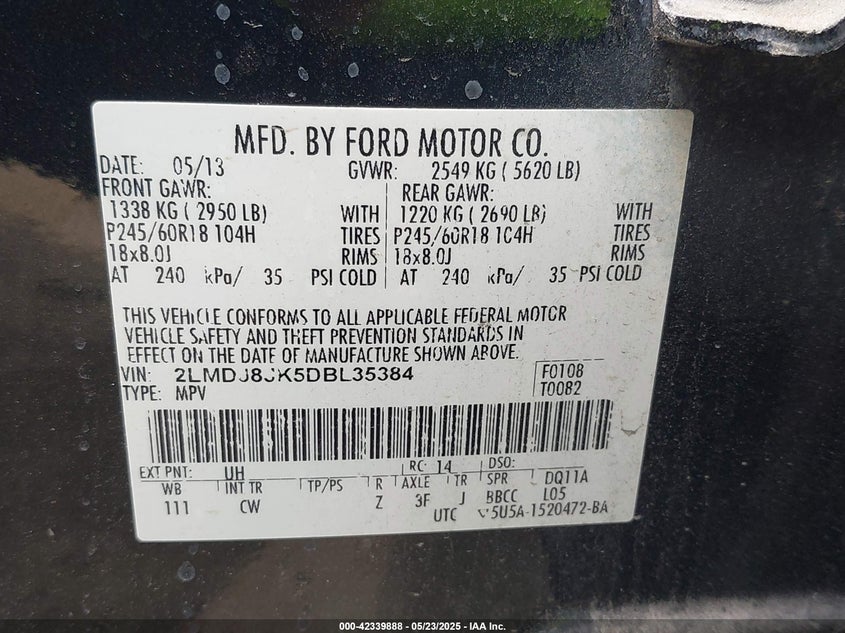 MFD. BY FORD MOTOR CO.
DATE: 05/13 GVWR: 2549 KG ( 5620 LB)
FRONT GAWR: REAR GAWR:
1338 KG ( 2950 LB) WITH 1220 KG ( 2690 LB) WITH
P245/60R18 104H TIRES P245/60R18 104H TIRES
18x8.0J RIMS 18x8.0J RIMS
AT 240 kPa/ 35 PSI COLD AT 240 kPa/ 35 PSI COLD
THIS VEHICLE CONFORMS TO ALL APPLICABLE FEDERAL MOTOR
VEHICLE SAFETY AND THEFT PREVENTION STANDARDS IN
EFFECT ON THE DATE OF MANUFACTURE SHOWN ABOVE.
VIN: 2LMDJ8JK5DBL35384 F0108
TYPE: MPV T0082
EXT PNT: UH RC: 14 DSO:
WB INT TR TP/PS R AXLE TR SPR DQ11A
111 CW Z 3F J BBCC L05
UTC 5U5A-1520472-BA
000-42339888 - 05/23/2025 - IAA Inc.